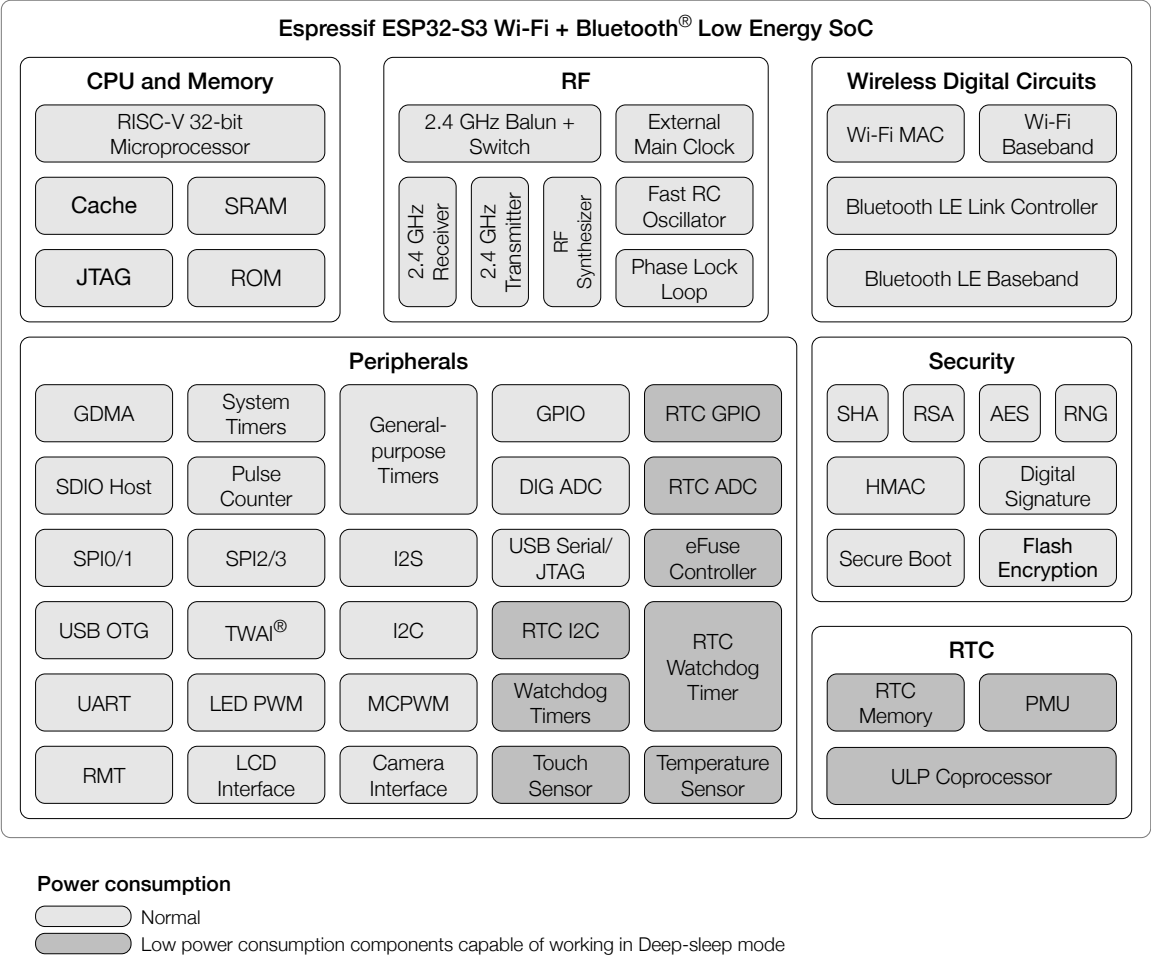 Espressif ESP32-S3 Wi-Fi + Bluetooth® Low Energy SoC
CPU and Memory
RISC-V 32-bit
Microprocessor
Cache
SRAM
JTAG
ROM
RF
2.4 GHz Balun +
Switch
External
Main Clock
2.4 GHz
Receiver
2.4 GHz
Transmitter
RF
Synthesizer
Fast RC
Oscillator
Phase Lock
Loop
Wireless Digital Circuits
Wi-Fi MAC
Wi-Fi
Baseband
Bluetooth LE Link Controller
Bluetooth LE Baseband
Peripherals
GDMA
System
Timers
General-
purpose
Timers
GPIO
RTC GPIO
SDIO Host
Pulse
Counter
DIG ADC
RTC ADC
SPI0/1
SPI2/3
I2S
USB Serial/
JTAG
eFuse
Controller
USB OTG
TWAI®
I2C
RTC I2C
RTC
Watchdog
Timer
UART
LED PWM
MCPWM
Watchdog
Timers
RMT
LCD
Interface
Camera
Interface
Touch
Sensor
Temperature
Sensor
Security
SHA
RSA
AES
RNG
HMAC
Digital
Signature
Secure Boot
Flash
Encryption
RTC
RTC
Memory
PMU
ULP Coprocessor
Power consumption
Normal
Low power consumption components capable of working in Deep-sleep mode